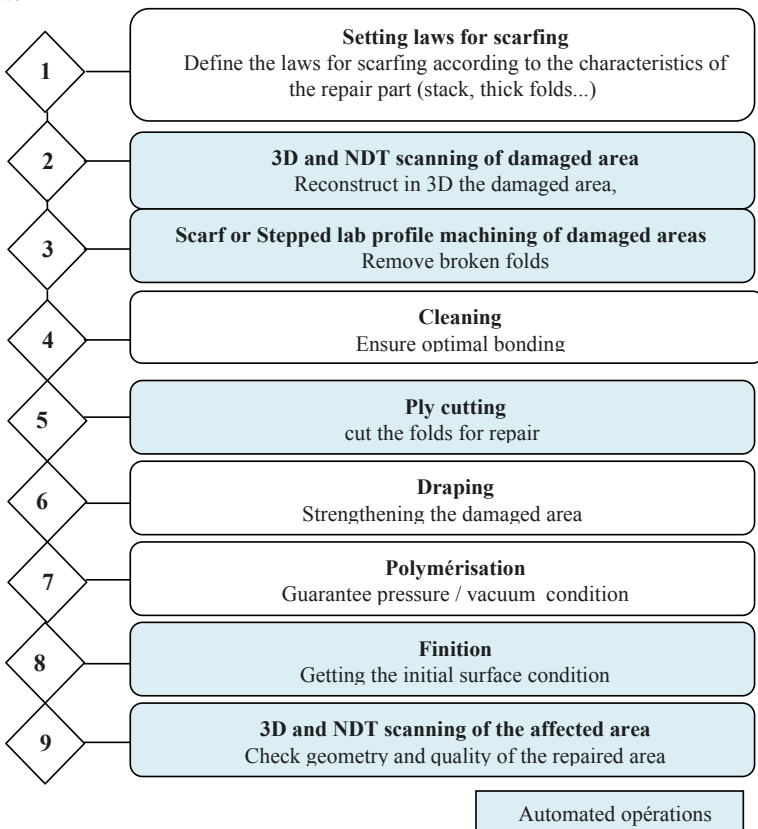 Setting laws for scarfing
1
Define the laws for scarfing according to the characteristics of
the repair part (stack, thick folds...)
2
3D and NDT scanning of damaged area
Reconstruct in 3D the damaged area,
3
Scarf or Stepped lab profile machining of damaged areas
Remove broken folds
4
Cleaning
Ensure optimal bonding
5
Ply cutting
cut the folds for repair
6
Draping
Strengthening the damaged area
7
Polymérisation
Guarantee pressure / vacuum condition
8
Finition
Getting the initial surface condition
9
3D and NDT scanning of the affected area
Check geometry and quality of the repaired area
Automated opérations